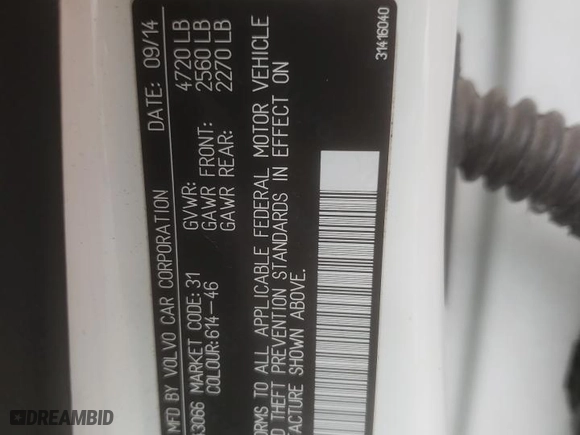 MFD BY VOLVO CAR CORPORATION DATE: 09/14
3066 MARKET CODE: 31 GVWR: 4720 LB
COLOUR: 614-46 GAWR FRONT: 2560 LB
GAWR REAR: 2270 LB
TO ALL APPLICABLE FEDERAL MOTOR VEHICLE
THEFT PREVENTION STANDARDS IN EFFECT ON
SHOWN ABOVE.
31416040
DREAMBID